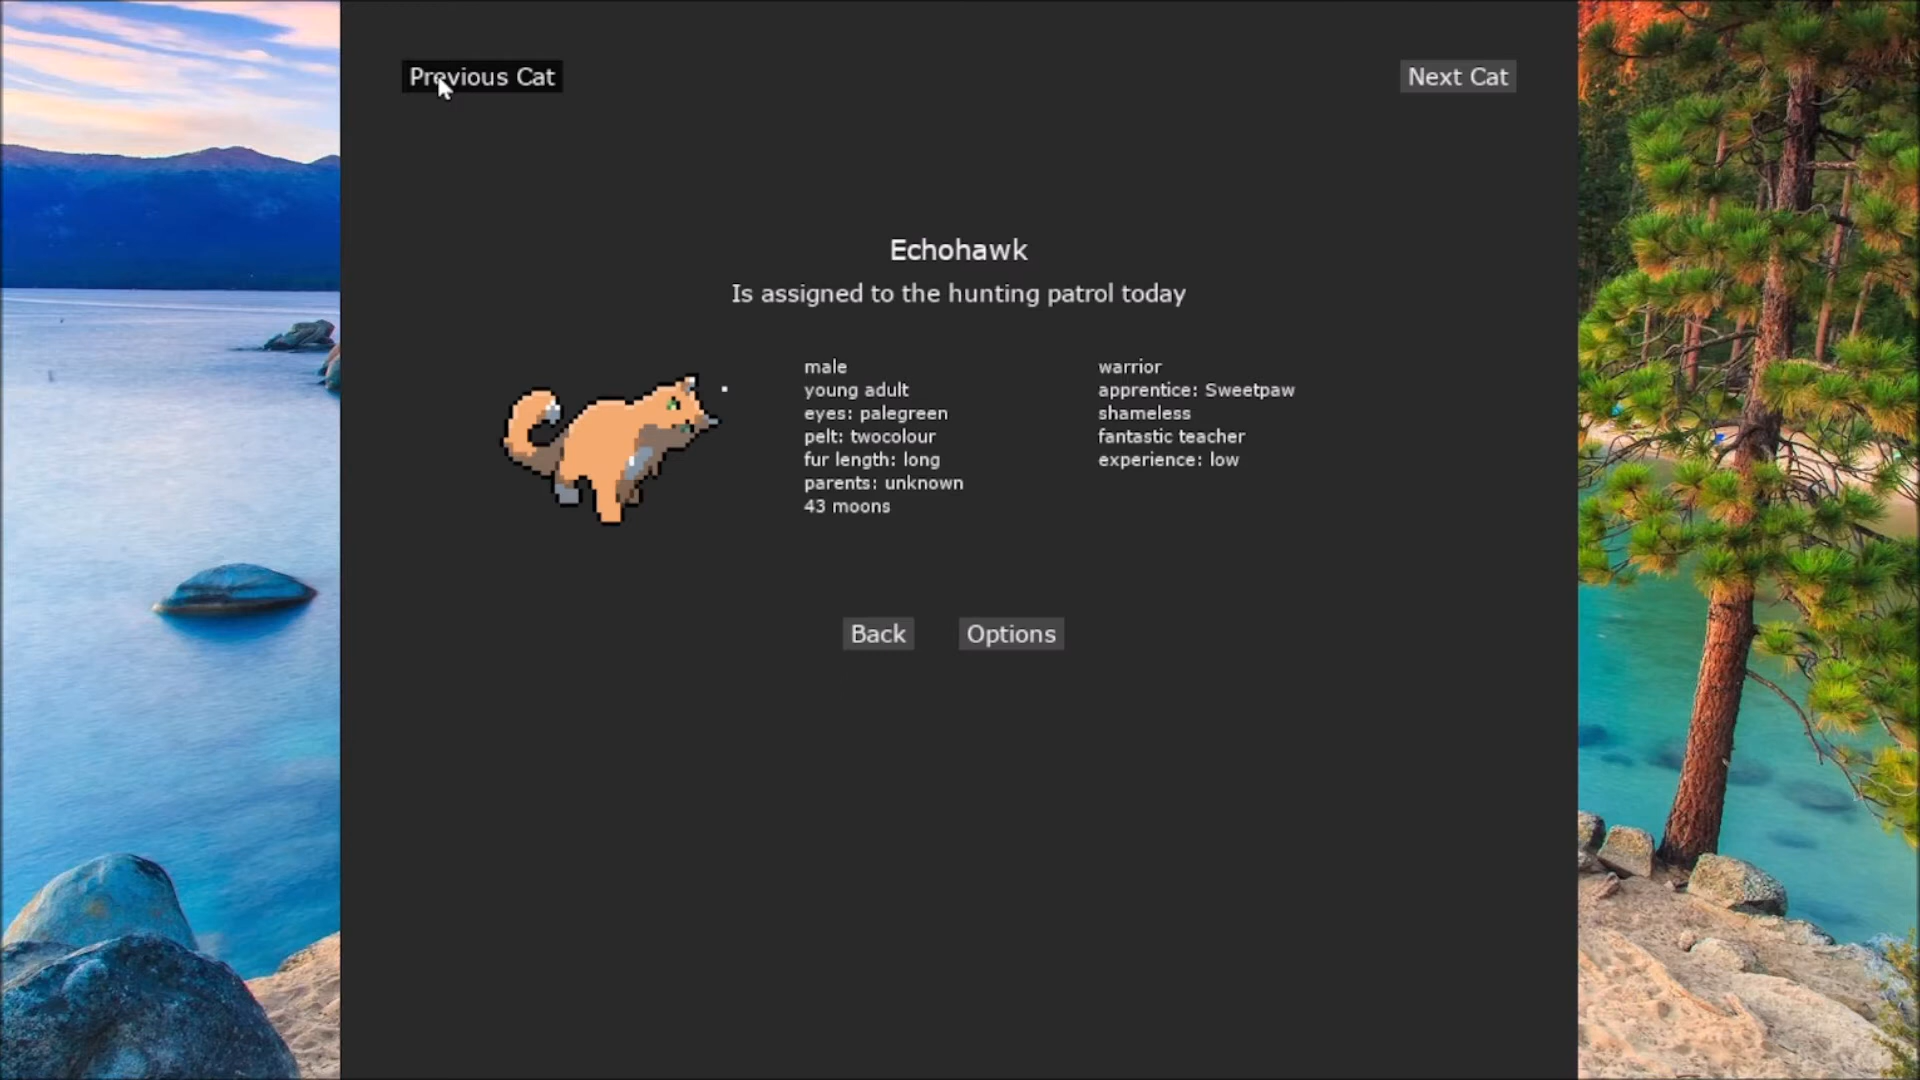 Previous Cat
Next Cat
Echohawk
Is assigned to the hunting patrol today
male
young adult
eyes: palegreen
pelt: twocolour
fur length: long
parents: unknown
43 moons
warrior
apprentice: Sweetpaw
shameless
fantastic teacher
experience: low
Back
Options